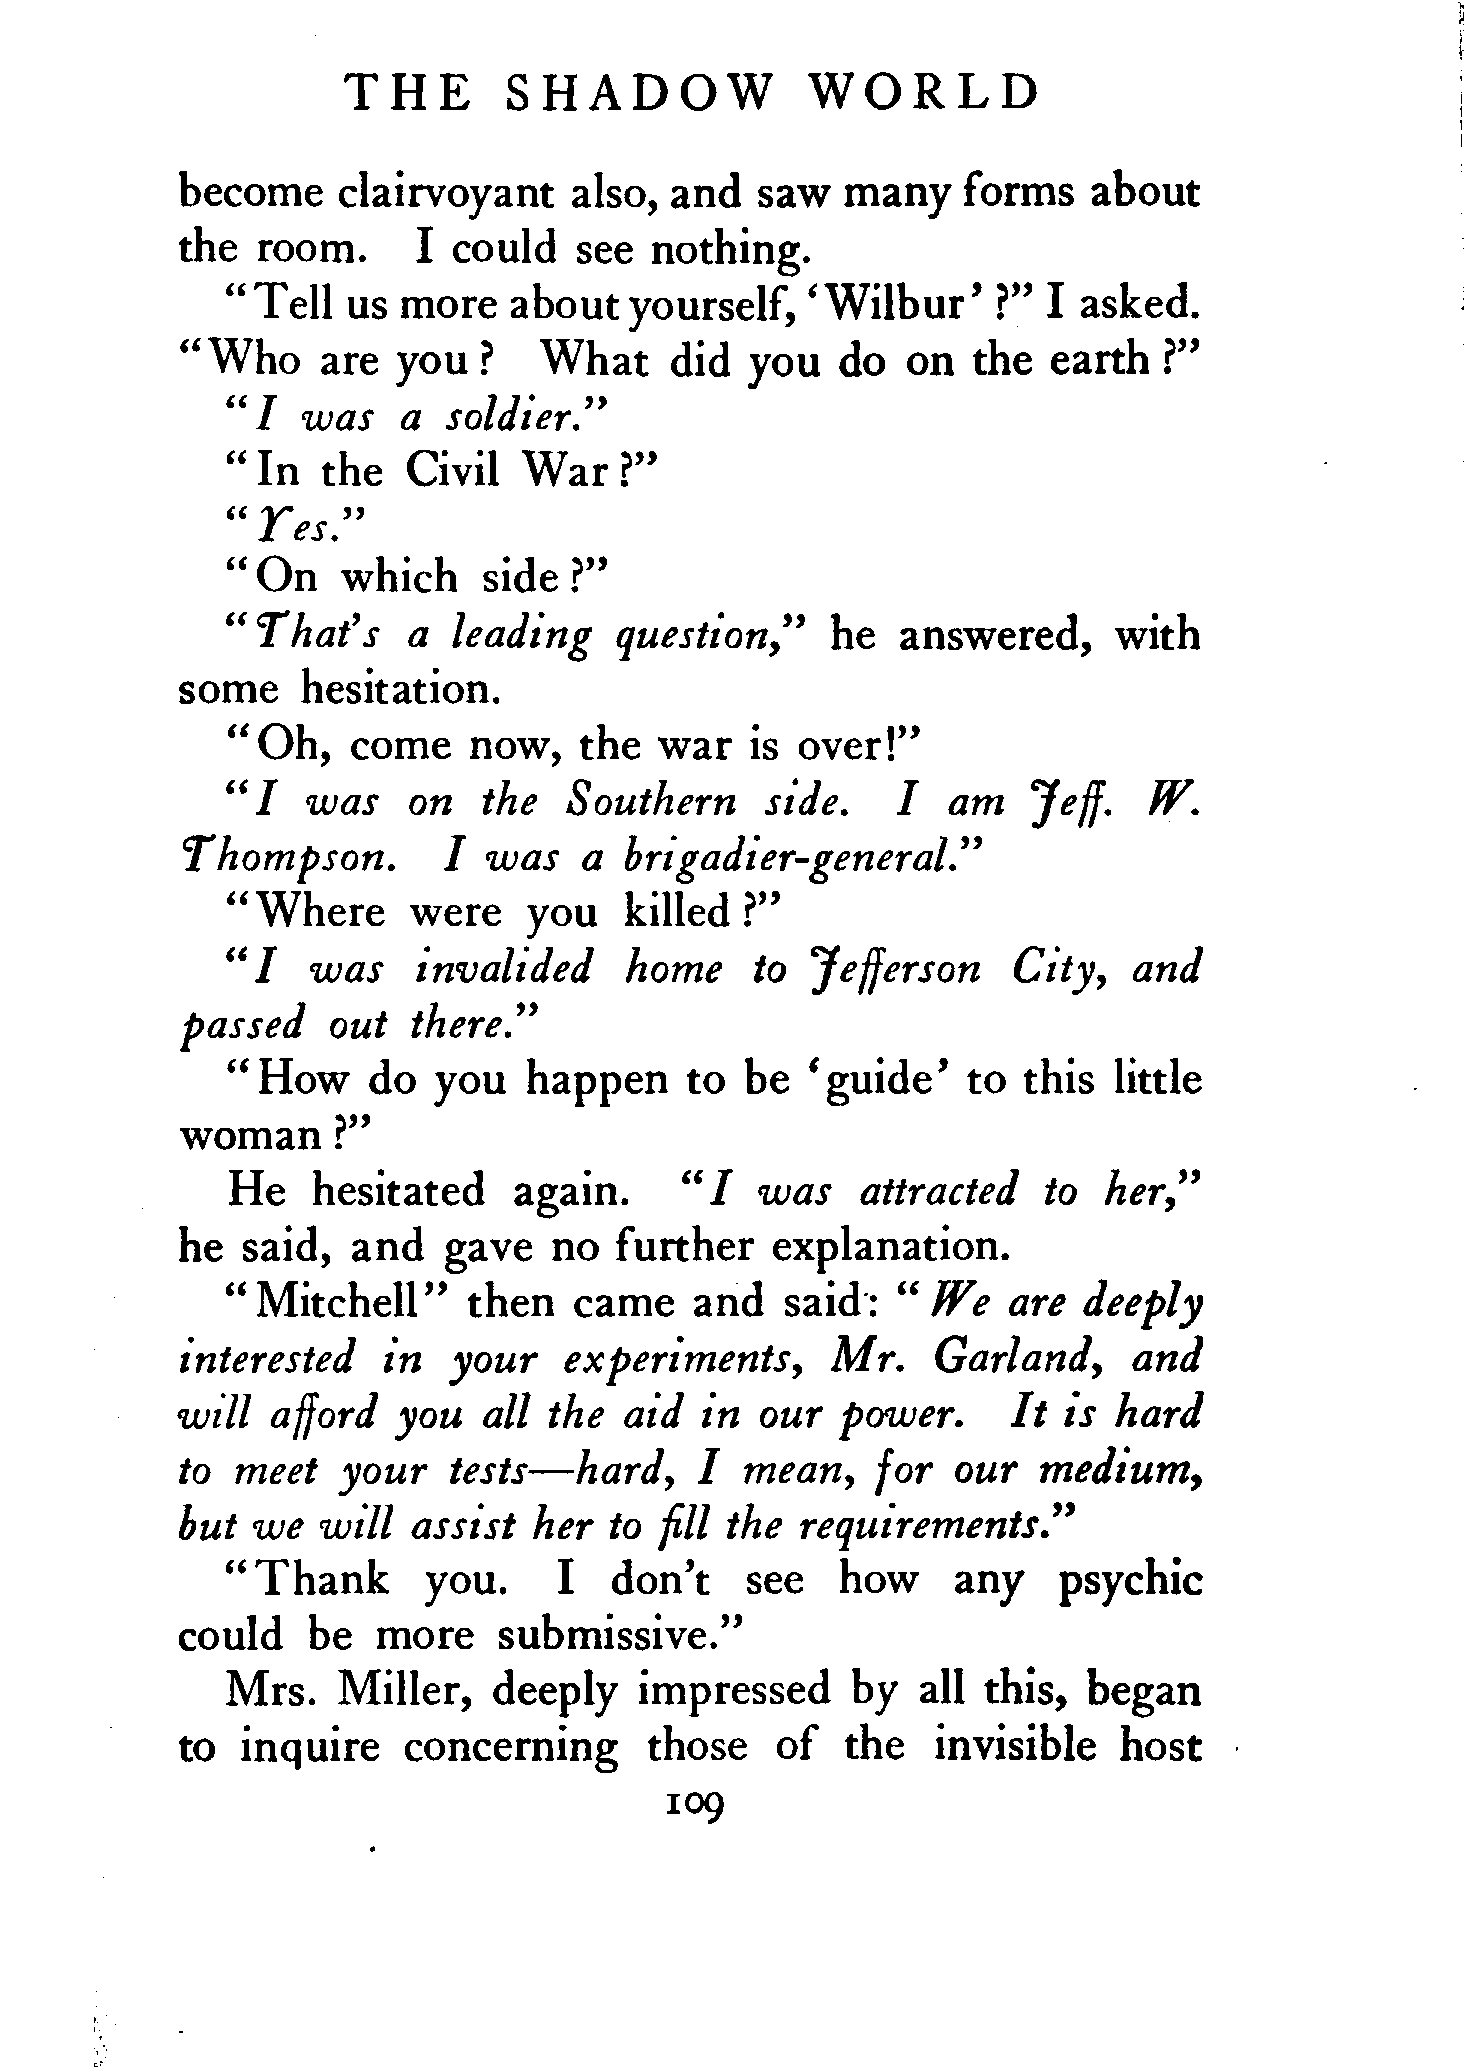 THE SHADOW WORLD
become clairvoyant also, and saw many forms about
the room. I could see nothing.
“Tell us more about yourself, ‘Wilbur’?” I asked.
“Who are you? What did you do on the earth?”
“I was a soldier.”
“In the Civil War?”
“Yes.”
“On which side?”
“That’s a leading question,” he answered, with
some hesitation.
“Oh, come now, the war is over!”
“I was on the Southern side. I am Jeff. W.
Thompson. I was a brigadier-general.”
“Where were you killed?”
“I was invalided home to Jefferson City, and
passed out there.”
“How do you happen to be ‘guide’ to this little
woman?”
He hesitated again. “I was attracted to her,”
he said, and gave no further explanation.
“Mitchell” then came and said: “We are deeply
interested in your experiments, Mr. Garland, and
will afford you all the aid in our power. It is hard
to meet your tests—hard, I mean, for our medium,
but we will assist her to fill the requirements.”
“Thank you. I don’t see how any psychic
could be more submissive.”
Mrs. Miller, deeply impressed by all this, began
to inquire concerning those of the invisible host
109